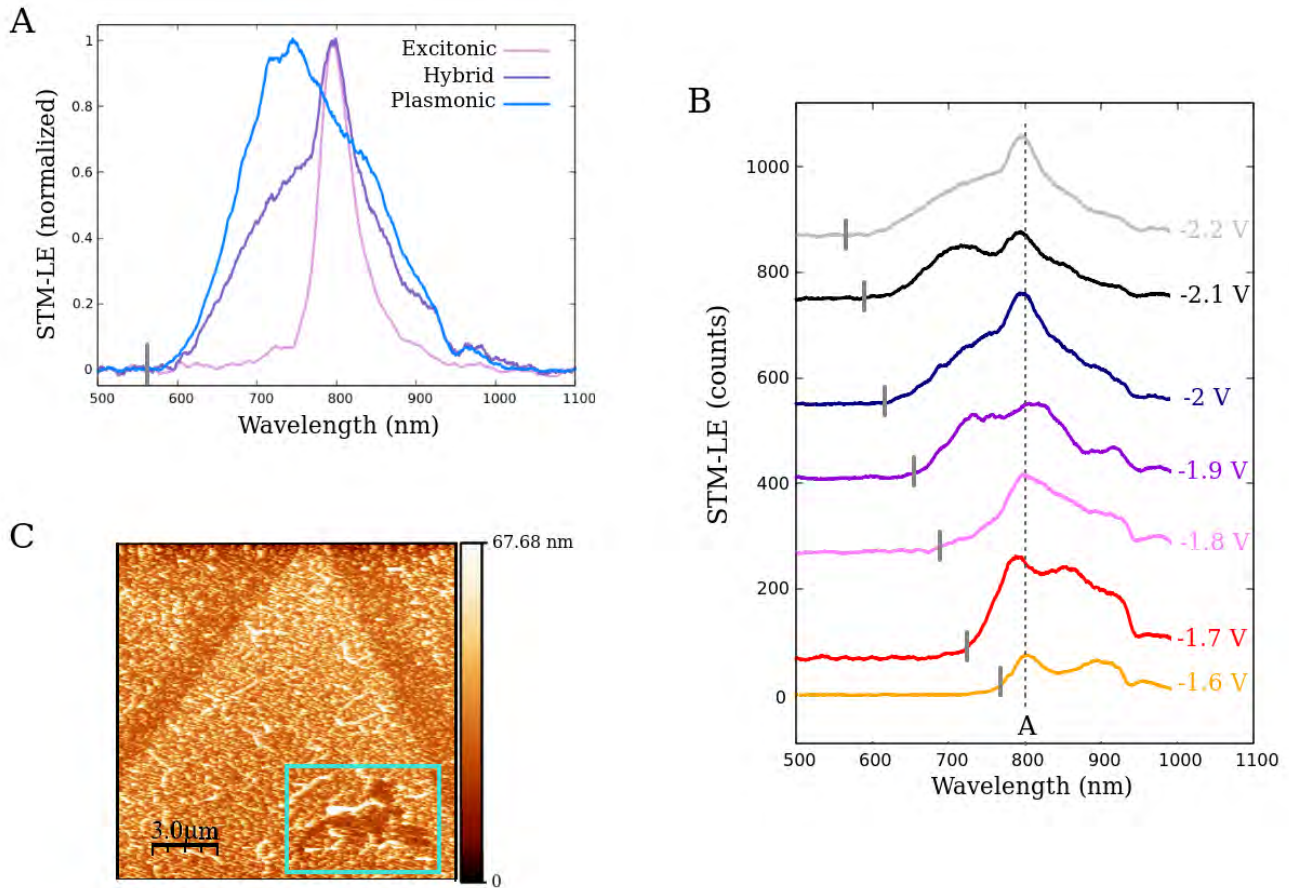 A
STM-LE (normalized)
1
0.8
0.6
0.4
0.2
0
Excitonic
Hybrid
Plasmonic
500 600 700 800 900 1000 1100
Wavelength (nm)
B
STM-LE (counts)
1000
800
600
400
200
0
-2.2 V
-2.1 V
-2 V
-1.9 V
-1.8 V
-1.7 V
-1.6 V
A
500 600 700 800 900 1000 1100
Wavelength (nm)
C
67.68 nm
3.0μm
0